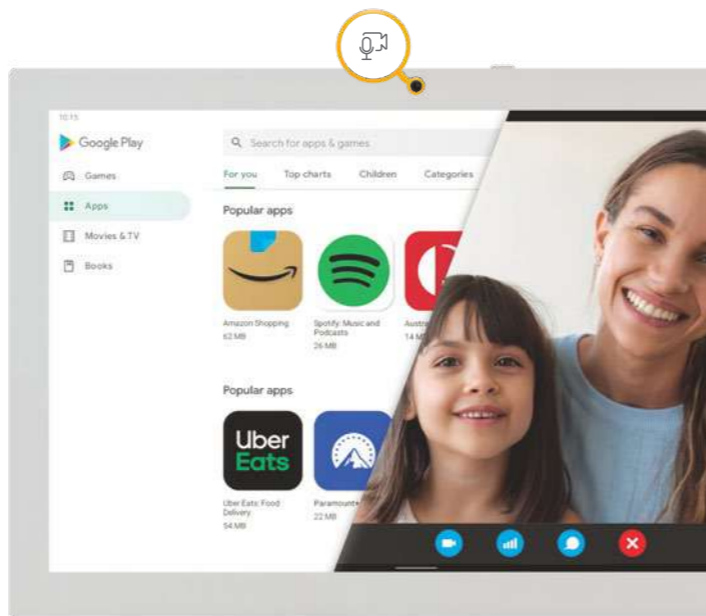 10:15
Google Play
Search for apps & games
Games
For you Top charts Children Categories
Apps
Popular apps
Movies & TV
Books
Amazon Shopping
62 MB
Spotify: Music and
Podcasts
26 MB
14 MB
Popular apps
Uber
Eats
Uber Eats: Food
Delivery
54 MB
Paramount+
22 MB